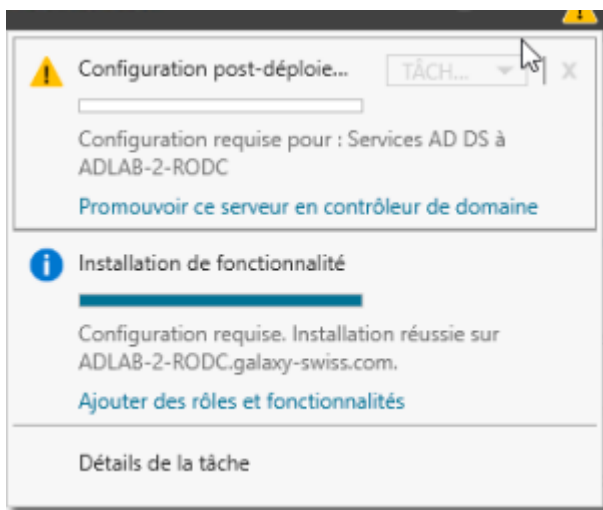 Configuration post-déploie... TÂCH... X
Configuration requise pour : Services AD DS à
ADLAB-2-RODC
Promouvoir ce serveur en contrôleur de domaine
Installation de fonctionnalité
Configuration requise. Installation réussie sur
ADLAB-2-RODC.galaxy-swiss.com.
Ajouter des rôles et fonctionnalités
Détails de la tâche